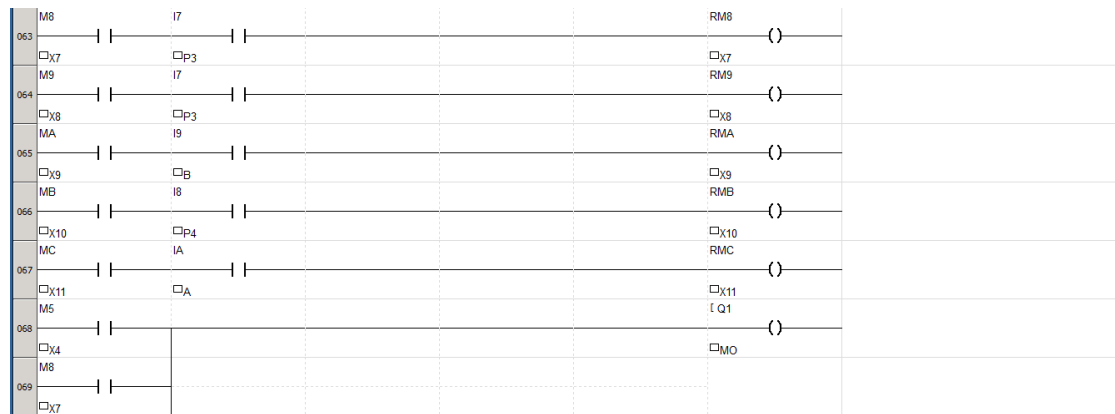 M8 I7 RM8
063
X7 P3 X7
M9 I7 RM9
064
X8 P3 X8
MA I9 RMA
065
X9 B X9
MB I8 RMB
066
X10 P4 X10
MC IA RMC
067
X11 A X11
M5 [ Q1
068
X4 MO
M8
069
X7